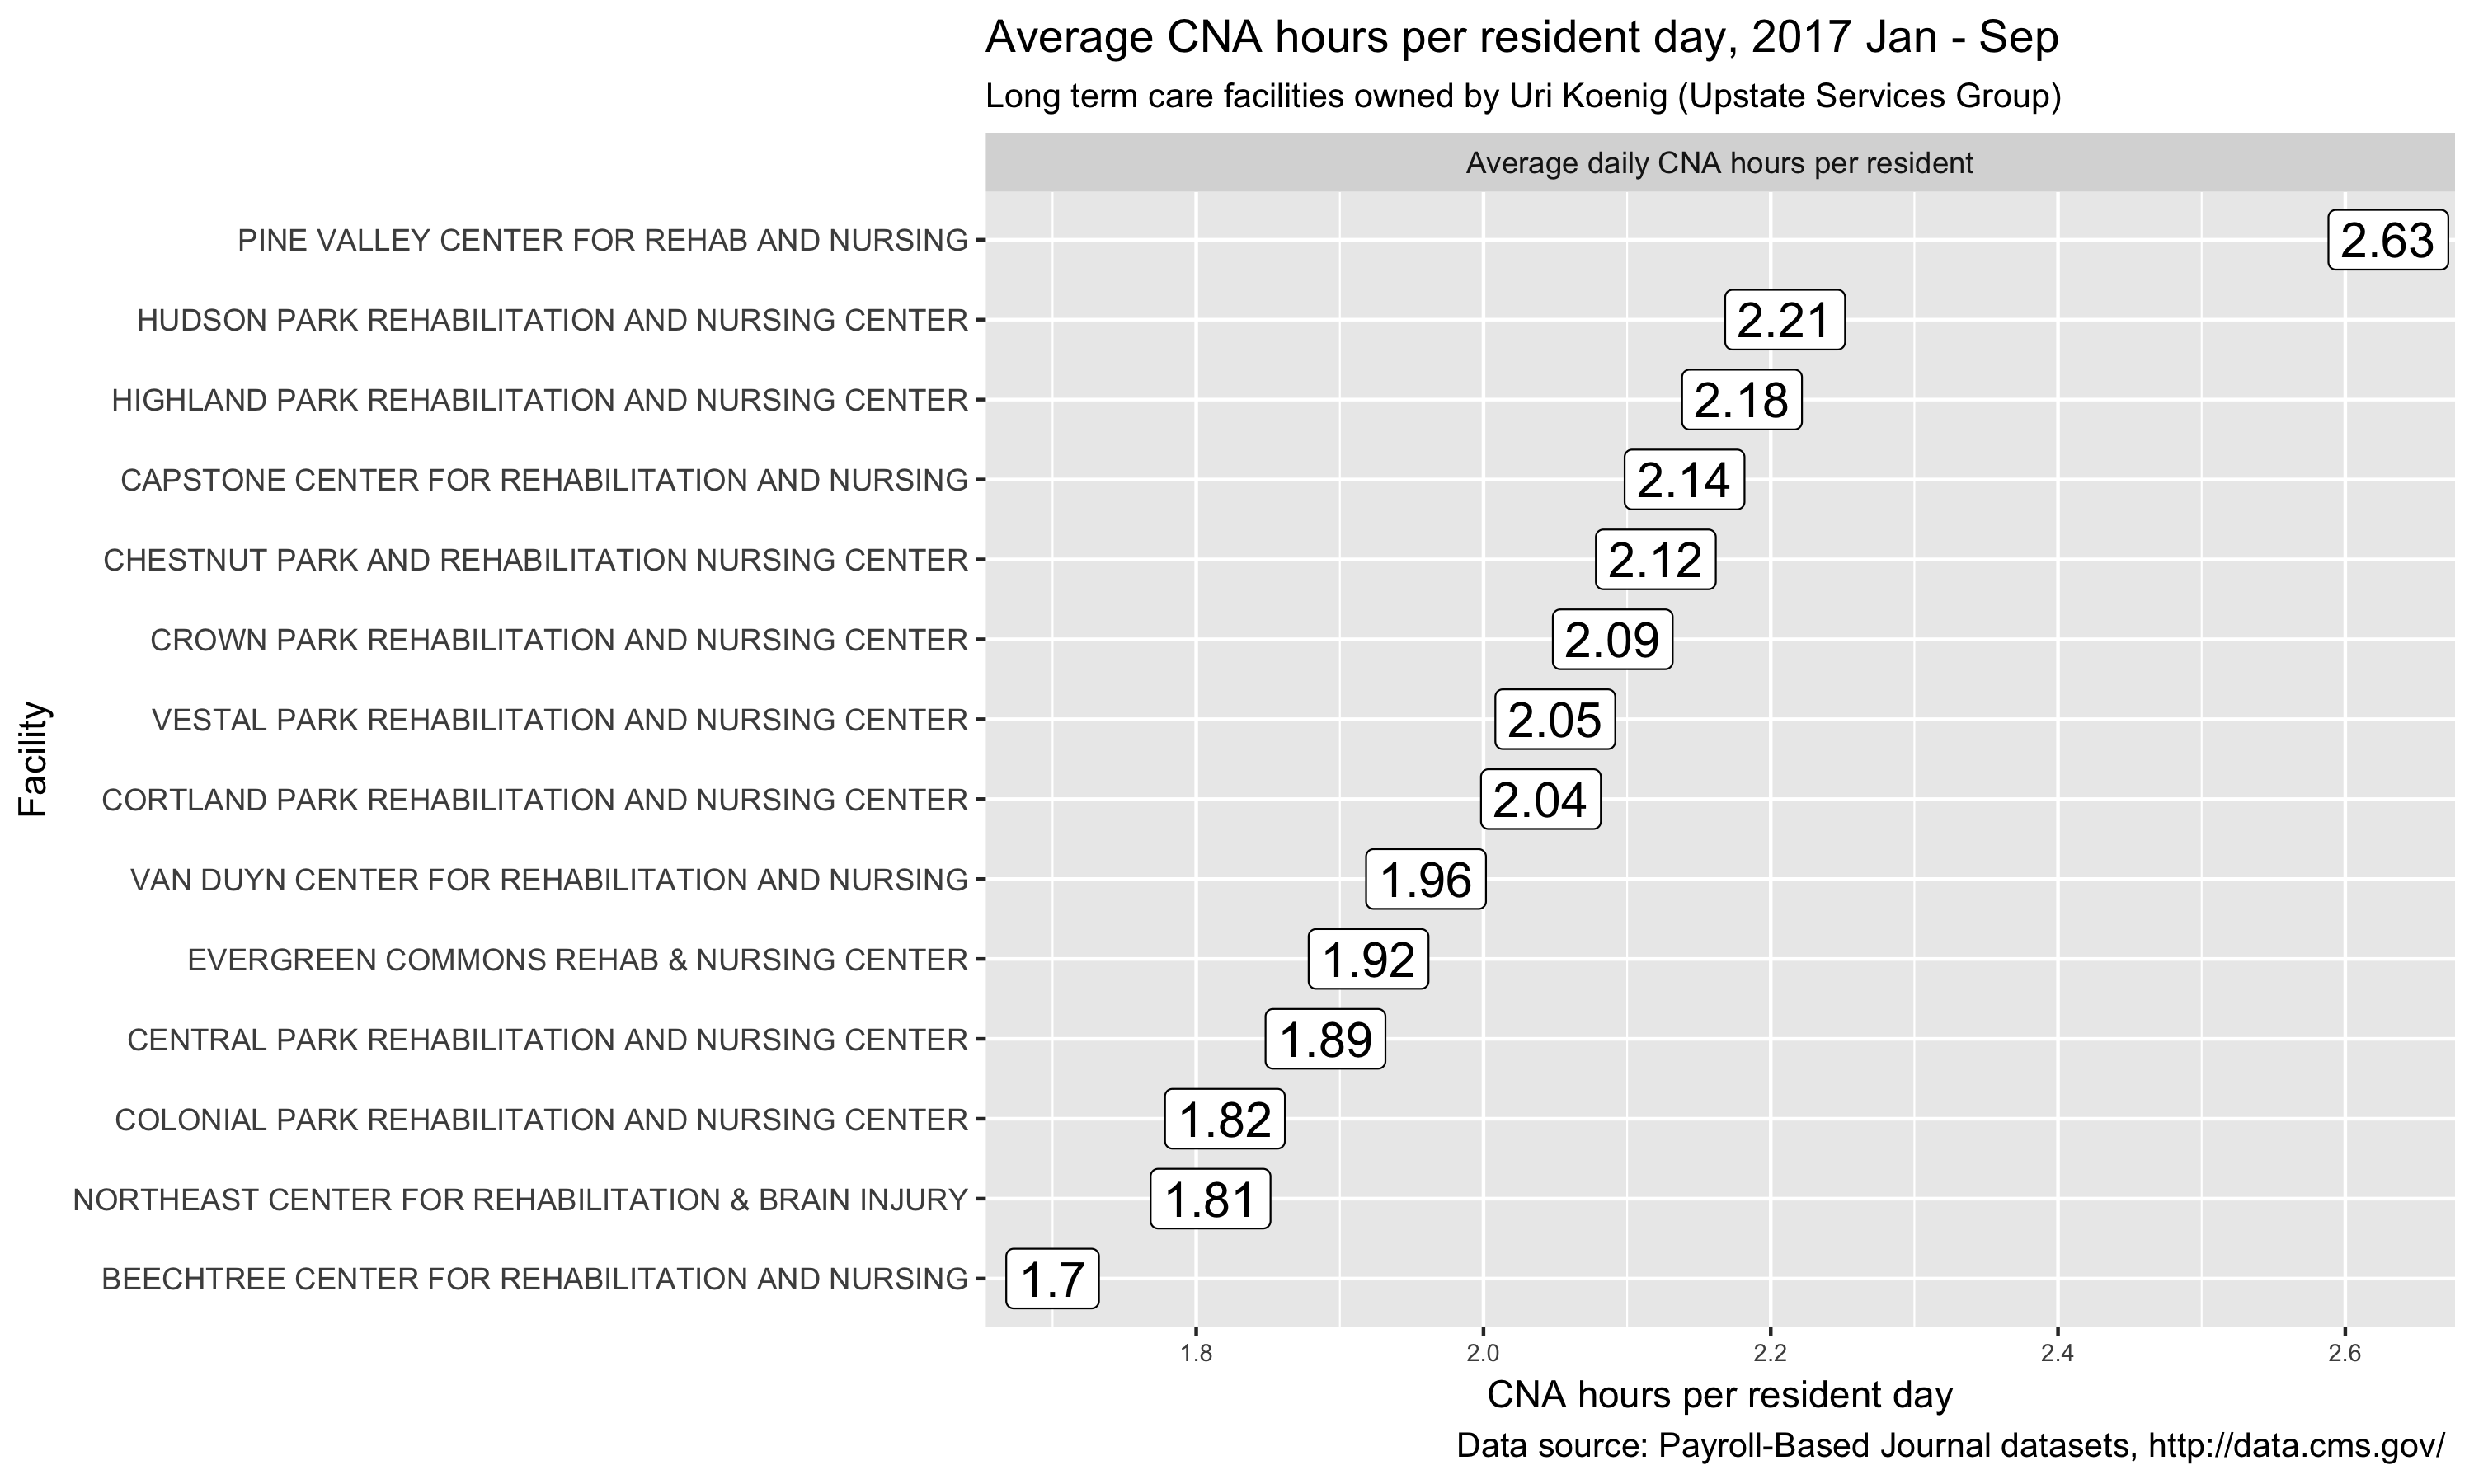 Average CNA hours per resident day, 2017 Jan - Sep
Long term care facilities owned by Uri Koenig (Upstate Services Group)
Average daily CNA hours per resident
PINE VALLEY CENTER FOR REHAB AND NURSING 2.63
HUDSON PARK REHABILITATION AND NURSING CENTER 2.21
HIGHLAND PARK REHABILITATION AND NURSING CENTER 2.18
CAPSTONE CENTER FOR REHABILITATION AND NURSING 2.14
CHESTNUT PARK AND REHABILITATION NURSING CENTER 2.12
CROWN PARK REHABILITATION AND NURSING CENTER 2.09
VESTAL PARK REHABILITATION AND NURSING CENTER 2.05
CORTLAND PARK REHABILITATION AND NURSING CENTER 2.04
VAN DUYN CENTER FOR REHABILITATION AND NURSING 1.96
EVERGREEN COMMONS REHAB & NURSING CENTER 1.92
CENTRAL PARK REHABILITATION AND NURSING CENTER 1.89
COLONIAL PARK REHABILITATION AND NURSING CENTER 1.82
NORTHEAST CENTER FOR REHABILITATION & BRAIN INJURY 1.81
BEECHTREE CENTER FOR REHABILITATION AND NURSING 1.7
Facility
1.8 2.0 2.2 2.4 2.6
CNA hours per resident day
Data source: Payroll-Based Journal datasets, http://data.cms.gov/